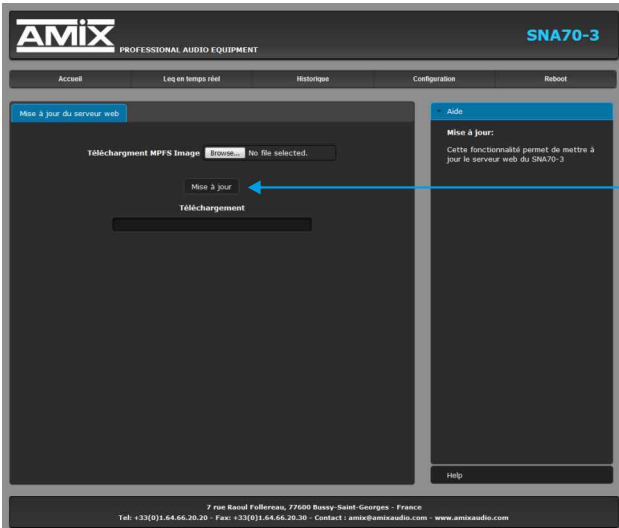 AMIX
PROFESSIONAL AUDIO EQUIPMENT
SNA70-3
Accueil
Leq en temps réel
Historique
Configuration
Reboot
Mise à jour du serveur web
Téléchargment MPFS Image Browse... No file selected.
Mise à jour
Téléchargement
Aide
Mise à jour:
Cette fonctionnalité permet de mettre à
jour le serveur web du SNA70-3
Help
7 rue Raoul Follereau, 77600 Bussy-Saint-Georges - France
Tel: +33(0)1.64.66.20.20 - Fax: +33(0)1.64.66.20.30 - Contact : amix@amixaudio.com - www.amixaudio.com